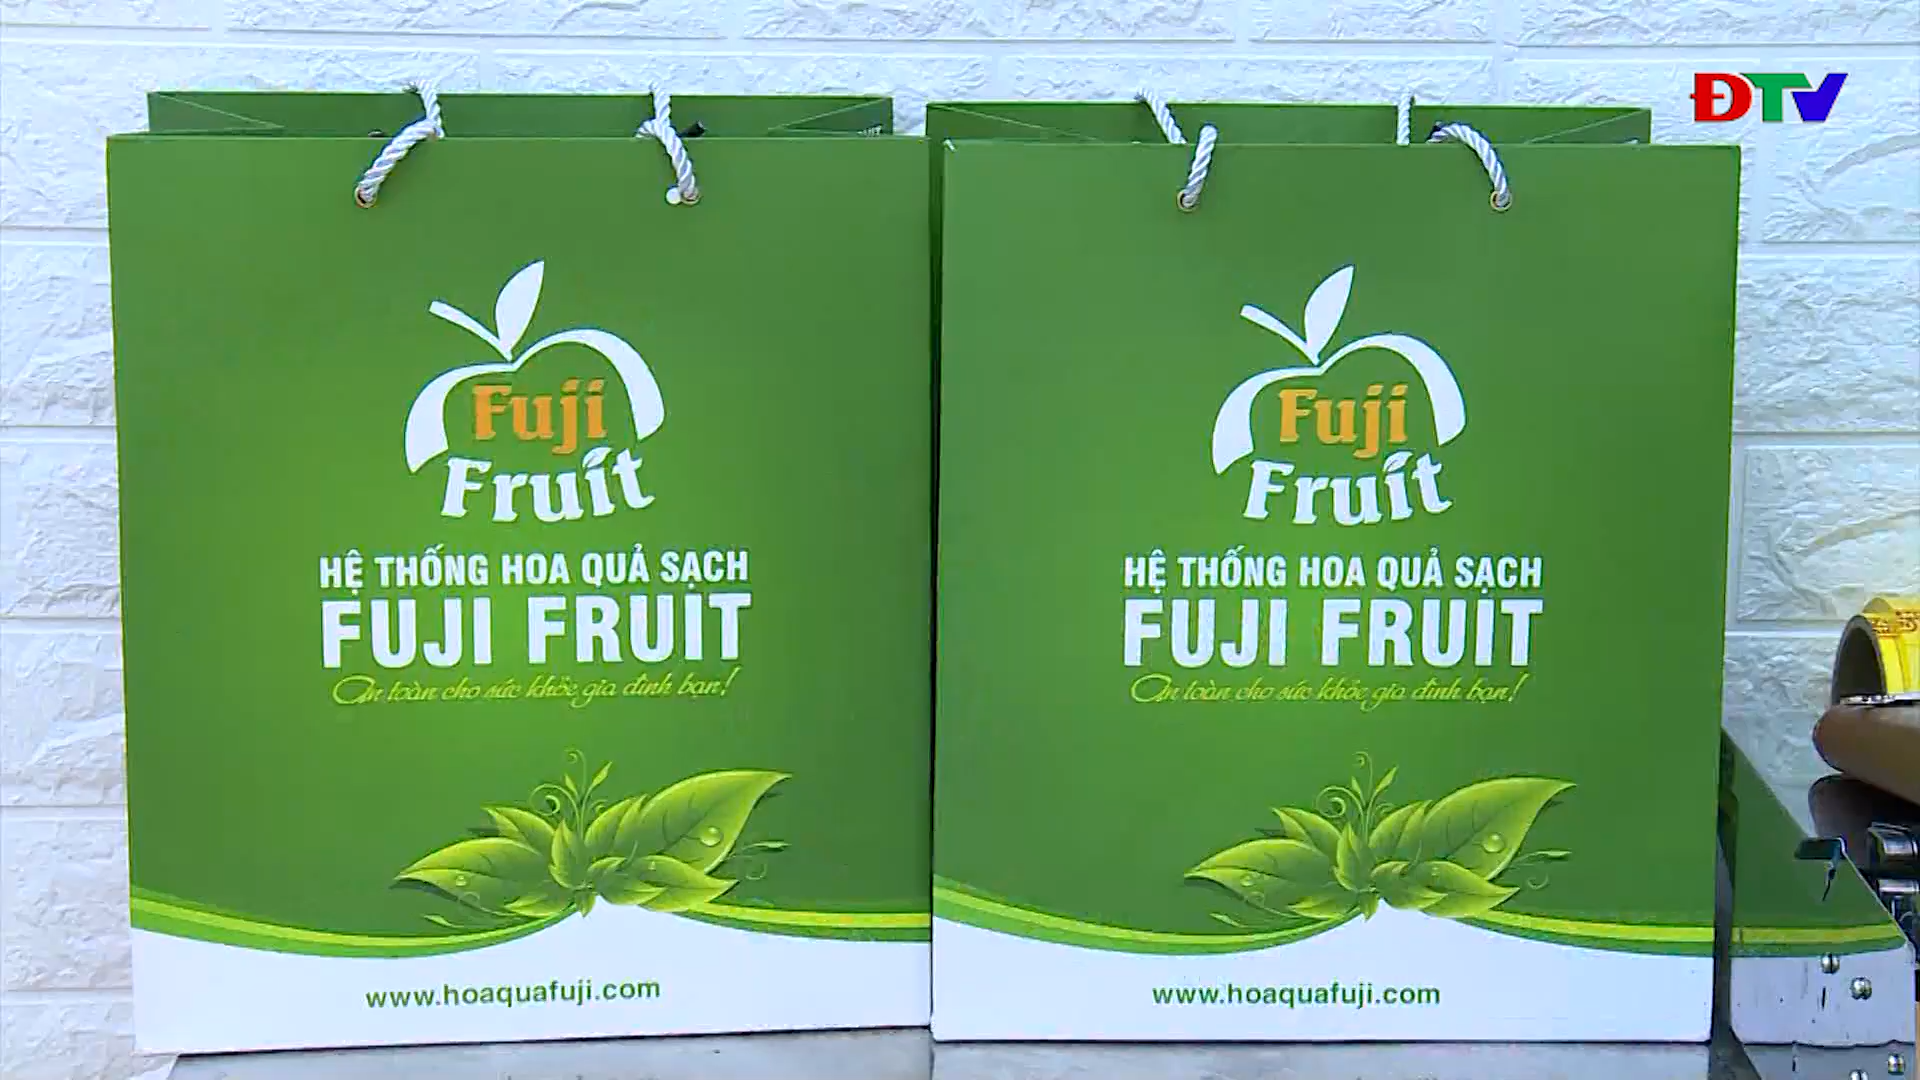 ĐTV
Fuji
Fruit
HỆ THỐNG HOA QUẢ SẠCH
FUJI FRUIT
An toàn cho sức khỏe gia đình bạn!
www.hoaquafuji.com
Fuji
Fruit
HỆ THỐNG HOA QUẢ SẠCH
FUJI FRUIT
An toàn cho sức khỏe gia đình bạn!
www.hoaquafuji.com